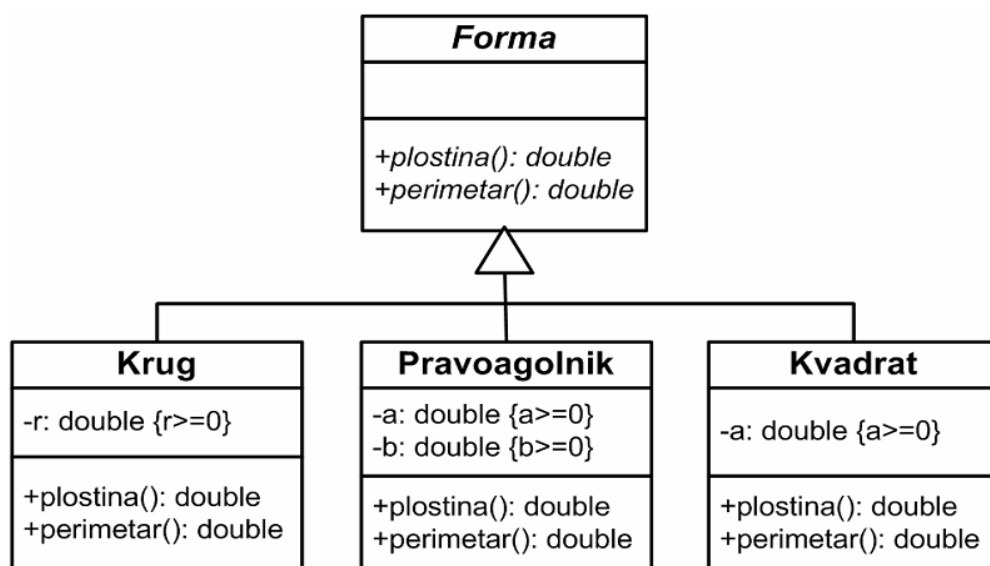 Forma
+plostina(): double
+perimetar(): double
Krug
-r: double {r>=0}
+plostina(): double
+perimetar(): double
Pravoagolnik
-a: double {a>=0}
-b: double {b>=0}
+plostina(): double
+perimetar(): double
Kvadrat
-a: double {a>=0}
+plostina(): double
+perimetar(): double